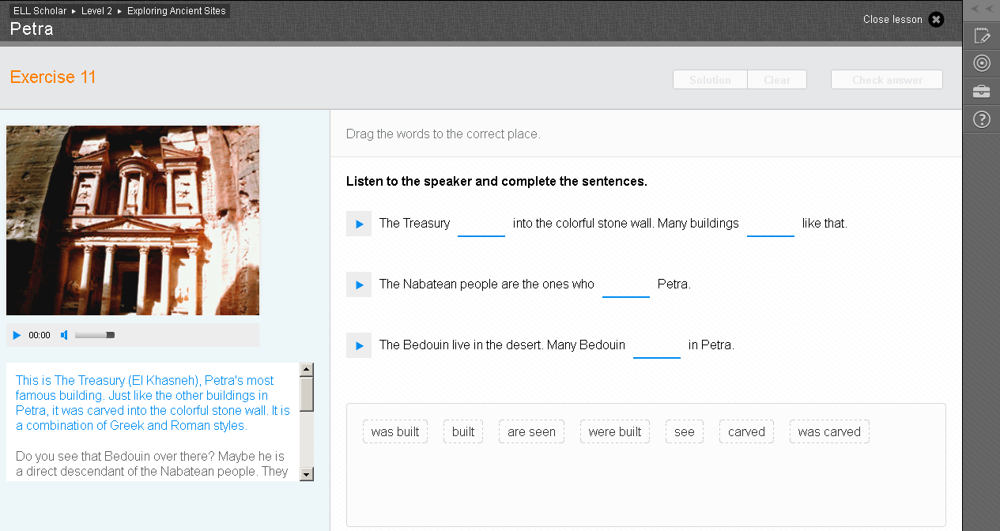 ELL Scholar ▸ Level 2 ▸ Exploring Ancient Sites
Petra
Close lesson
Exercise 11
Solution
Clear
Check answer
00:00
This is The Treasury (El Khasneh), Petra's most
famous building. Just like the other buildings in
Petra, it was carved into the colorful stone wall. It is
a combination of Greek and Roman styles.
Do you see that Bedouin over there? Maybe he is
a direct descendant of the Nabatean people. They
Drag the words to the correct place.
Listen to the speaker and complete the sentences.
The Treasury ______ into the colorful stone wall. Many buildings ______ like that.
The Nabatean people are the ones who ______ Petra.
The Bedouin live in the desert. Many Bedouin ______ in Petra.
was built built are seen were built see carved was carved